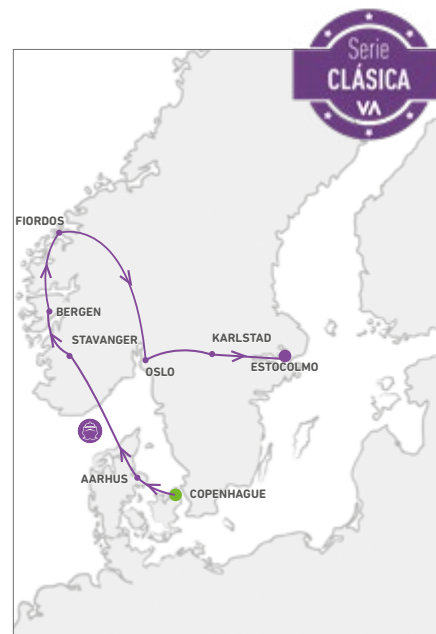 Serie
CLÁSICA
VA
FIORDOS
BERGEN
STAVANGER
KARLSTAD
OSLO
ESTOCOLMO
AARHUS
COPENHAGUE